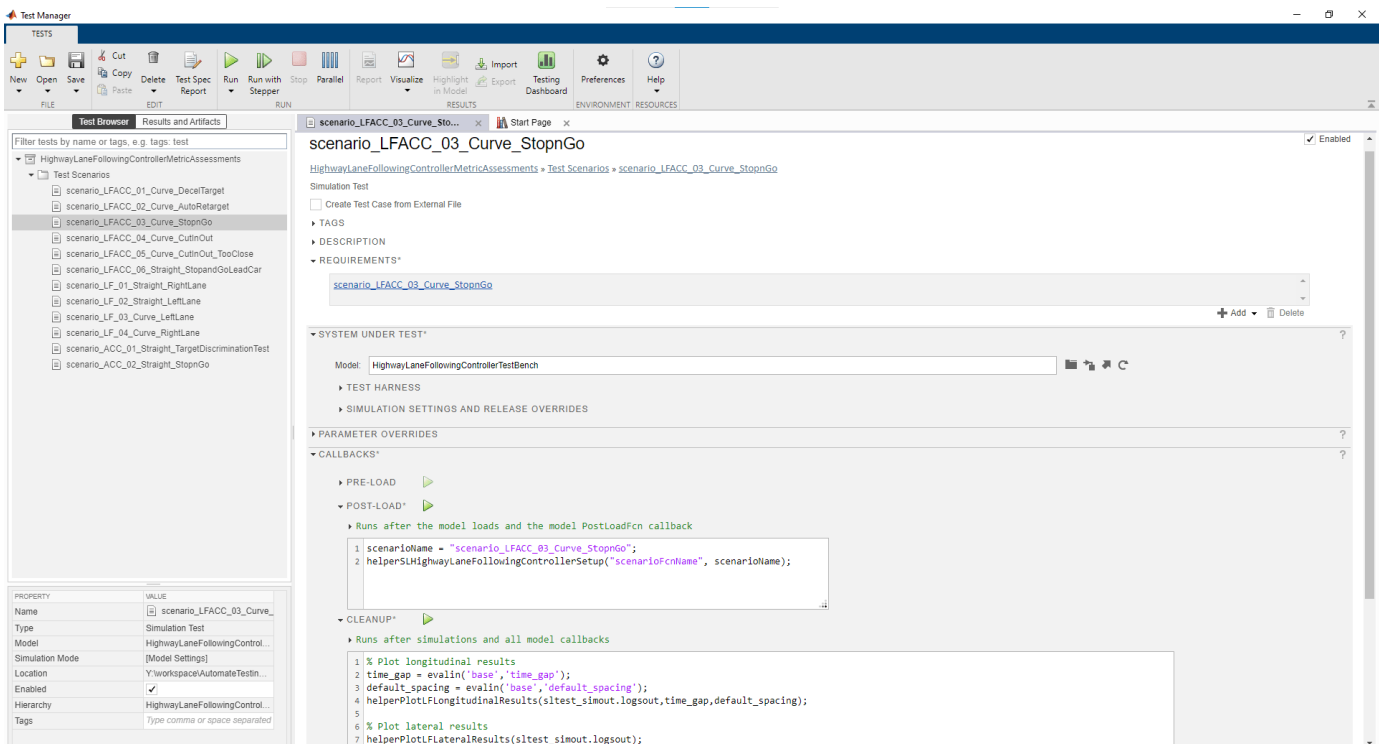 Test Manager
TESTS
New Open Save Cut Copy Paste Delete Test Spec Report Run Run with Stepper Stop Parallel Report Visualize Highlight in Model Import Export Testing Dashboard Preferences Help
FILE EDIT RUN RESULTS ENVIRONMENT RESOURCES
Test Browser Results and Artifacts
Filter tests by name or tags, e.g. tags: test
HighwayLaneFollowingControllerMetricAssessments
Test Scenarios
scenario_LFACC_01_Curve_DecelTarget
scenario_LFACC_02_Curve_AutoRetarget
scenario_LFACC_03_Curve_StopnGo
scenario_LFACC_04_Curve_CutInOut
scenario_LFACC_05_Curve_CutInOut_TooClose
scenario_LFACC_06_Straight_StopandGoLeadCar
scenario_LF_01_Straight_RightLane
scenario_LF_02_Straight_LeftLane
scenario_LF_03_Curve_LeftLane
scenario_LF_04_Curve_RightLane
scenario_ACC_01_Straight_TargetDiscriminationTest
scenario_ACC_02_Straight_StopnGo
PROPERTY VALUE
Name scenario_LFACC_03_Curve_
Type Simulation Test
Model HighwayLaneFollowingControl...
Simulation Mode [Model Settings]
Location Y:\workspace\AutomateTestin...
Enabled
Hierarchy HighwayLaneFollowingControl...
Tags Type comma or space separated
scenario_LFACC_03_Curve_Sto... × Start Page ×
scenario_LFACC_03_Curve_StopnGo
Enabled
HighwayLaneFollowingControllerMetricAssessments » Test Scenarios » scenario_LFACC_03_Curve_StopnGo
Simulation Test
Create Test Case from External File
TAGS
DESCRIPTION
REQUIREMENTS*
scenario_LFACC_03_Curve_StopnGo
Add Delete
SYSTEM UNDER TEST* ?
Model: HighwayLaneFollowingControllerTestBench
TEST HARNESS
SIMULATION SETTINGS AND RELEASE OVERRIDES
PARAMETER OVERRIDES ?
CALLBACKS* ?
PRE-LOAD
POST-LOAD*
Runs after the model loads and the model PostLoadFcn callback
1 scenarioName = "scenario_LFACC_03_Curve_StopnGo";
2 helperSLHighwayLaneFollowingControllerSetup("scenarioFcnName", scenarioName);
CLEANUP*
Runs after simulations and all model callbacks
1 % Plot longitudinal results
2 time_gap = evalin('base','time_gap');
3 default_spacing = evalin('base','default_spacing');
4 helperPlotLFLongitudinalResults(sltest_simout.logsout,time_gap,default_spacing);
5
6 % Plot lateral results
7 helperPlotLFLateralResults(sltest_simout.logsout);